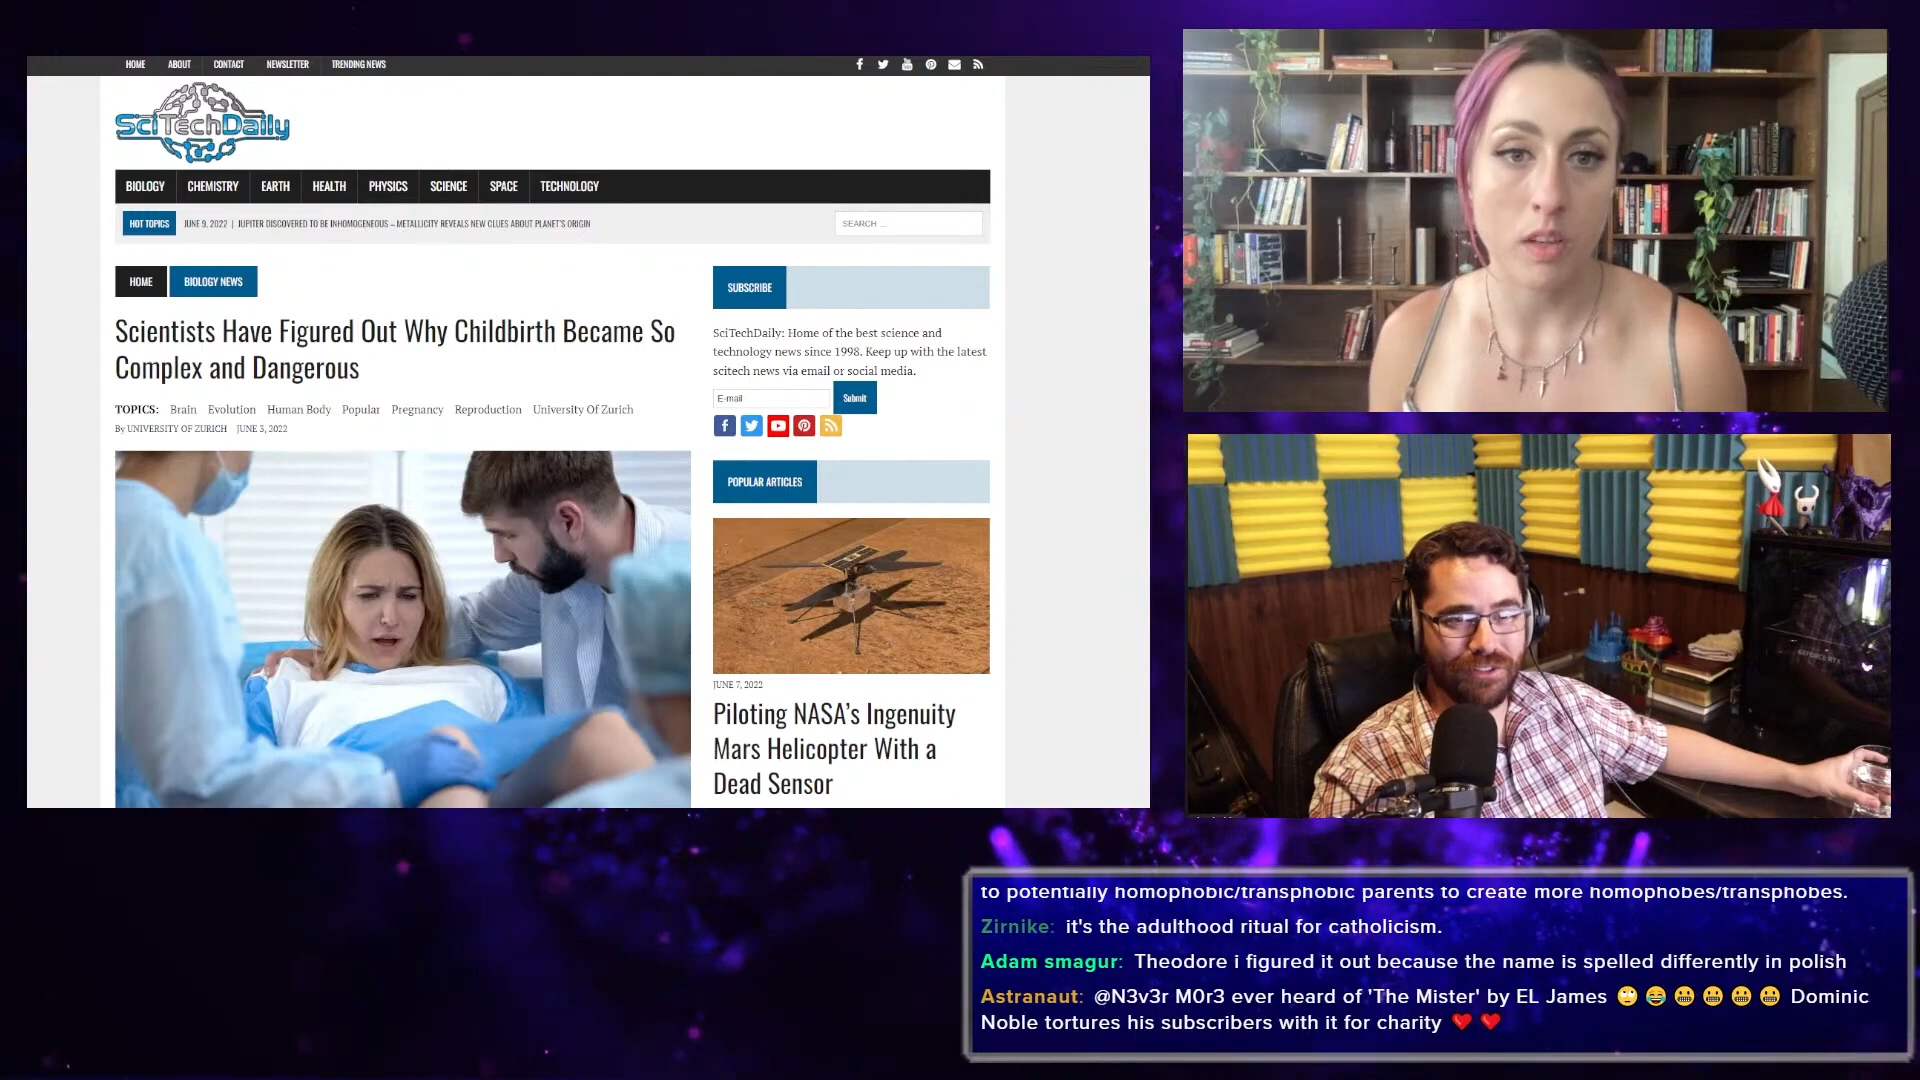 HOME ABOUT CONTACT NEWSLETTER TRENDING NEWS
SciTechDaily
BIOLOGY CHEMISTRY EARTH HEALTH PHYSICS SCIENCE SPACE TECHNOLOGY
HOT TOPICS JUNE 9, 2022 | JUPITER DISCOVERED TO BE INHOMOGENEOUS – METALLICITY REVEALS NEW CLUES ABOUT PLANET'S ORIGIN
SEARCH ...
HOME BIOLOGY NEWS
Scientists Have Figured Out Why Childbirth Became So
Complex and Dangerous
TOPICS: Brain Evolution Human Body Popular Pregnancy Reproduction University Of Zurich
By UNIVERSITY OF ZURICH JUNE 5, 2022
SUBSCRIBE
SciTechDaily: Home of the best science and
technology news since 1998. Keep up with the latest
scitech news via email or social media.
E-mail Submit
POPULAR ARTICLES
JUNE 7, 2022
Piloting NASA's Ingenuity
Mars Helicopter With a
Dead Sensor
GEFORCE RTX
to potentially homophobic/transphobic parents to create more homophobes/transphobes.
Zirnike: it's the adulthood ritual for catholicism.
Adam smagur: Theodore i figured it out because the name is spelled differently in polish
Astranaut: @N3v3r M0r3 ever heard of 'The Mister' by EL James 🙄 😂 😬 😬 😬 😬 Dominic
Noble tortures his subscribers with it for charity ❤️ ❤️